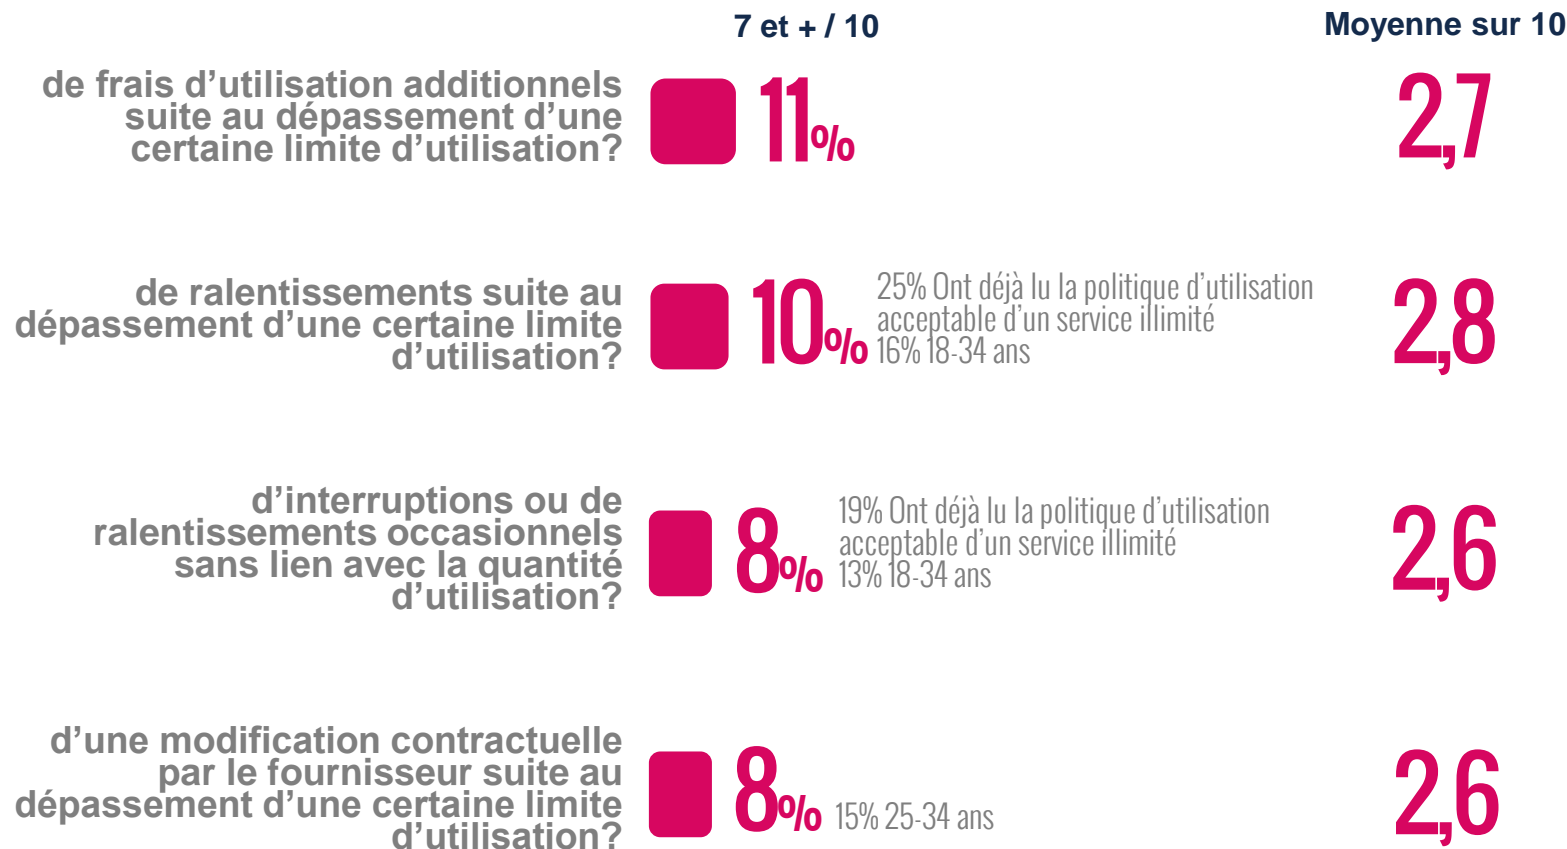 7 et + / 10
Moyenne sur 10
de frais d’utilisation additionnels
suite au dépassement d’une
certaine limite d’utilisation?
11%
2,7
de ralentissements suite au
dépassement d’une certaine limite
d’utilisation?
10%
25% Ont déjà lu la politique d’utilisation
acceptable d’un service illimité
16% 18-34 ans
2,8
d’interruptions ou de
ralentissements occasionnels
sans lien avec la quantité
d’utilisation?
8%
19% Ont déjà lu la politique d’utilisation
acceptable d’un service illimité
13% 18-34 ans
2,6
d’une modification contractuelle
par le fournisseur suite au
dépassement d’une certaine limite
d’utilisation?
8%
15% 25-34 ans
2,6